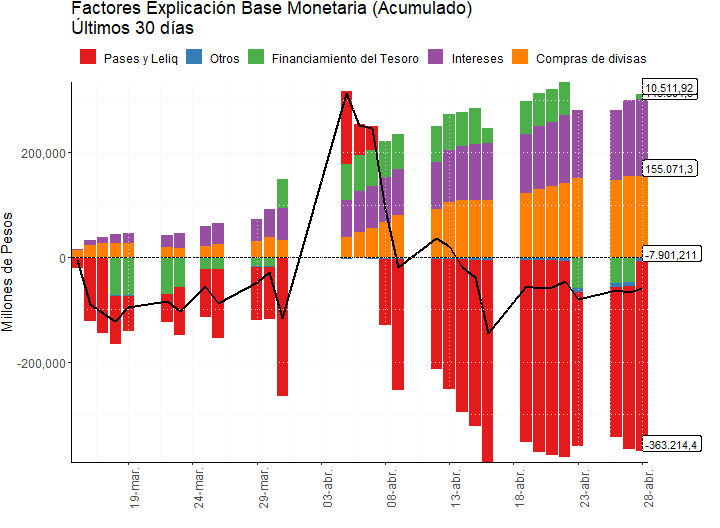 Factores Explicación Base Monetaria (Acumulado)
Últimos 30 días
Pases y Leliq
Otros
Financiamiento del Tesoro
Intereses
Compras de divisas
Millones de Pesos
200,000
0
-200,000
10.511,92
155.071,3
-7.901,211
-363.214,4
19-mar.
24-mar.
29-mar.
03-abr.
08-abr.
13-abr.
18-abr.
23-abr.
28-abr.